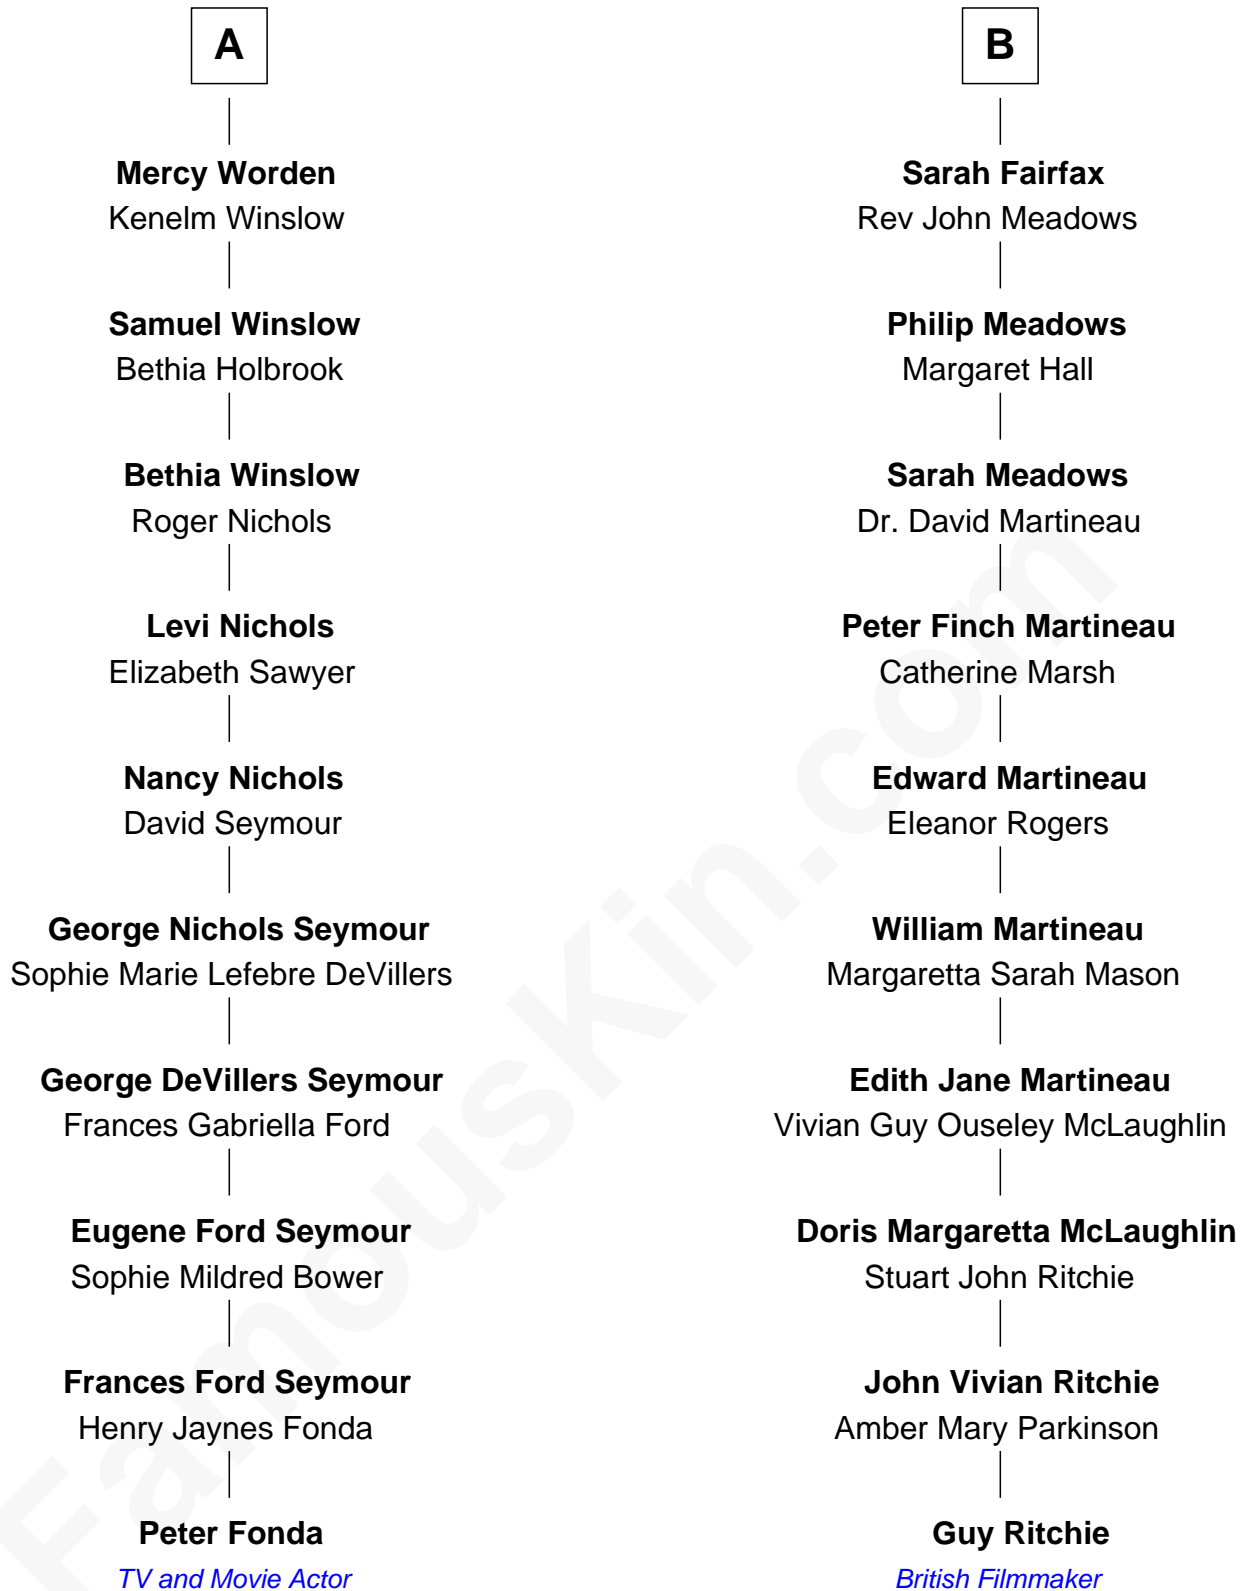 A
Mercy Worden
Kenelm Winslow
Samuel Winslow
Bethia Holbrook
Bethia Winslow
Roger Nichols
Levi Nichols
Elizabeth Sawyer
Nancy Nichols
David Seymour
George Nichols Seymour
Sophie Marie Lefebre DeVillers
George DeVillers Seymour
Frances Gabriella Ford
Eugene Ford Seymour
Sophie Mildred Bower
Frances Ford Seymour
Henry Jaynes Fonda
Peter Fonda
TV and Movie Actor
B
Sarah Fairfax
Rev John Meadows
Philip Meadows
Margaret Hall
Sarah Meadows
Dr. David Martineau
Peter Finch Martineau
Catherine Marsh
Edward Martineau
Eleanor Rogers
William Martineau
Margaretta Sarah Mason
Edith Jane Martineau
Vivian Guy Ouseley McLaughlin
Doris Margaretta McLaughlin
Stuart John Ritchie
John Vivian Ritchie
Amber Mary Parkinson
Guy Ritchie
British Filmmaker
FamousKin.com